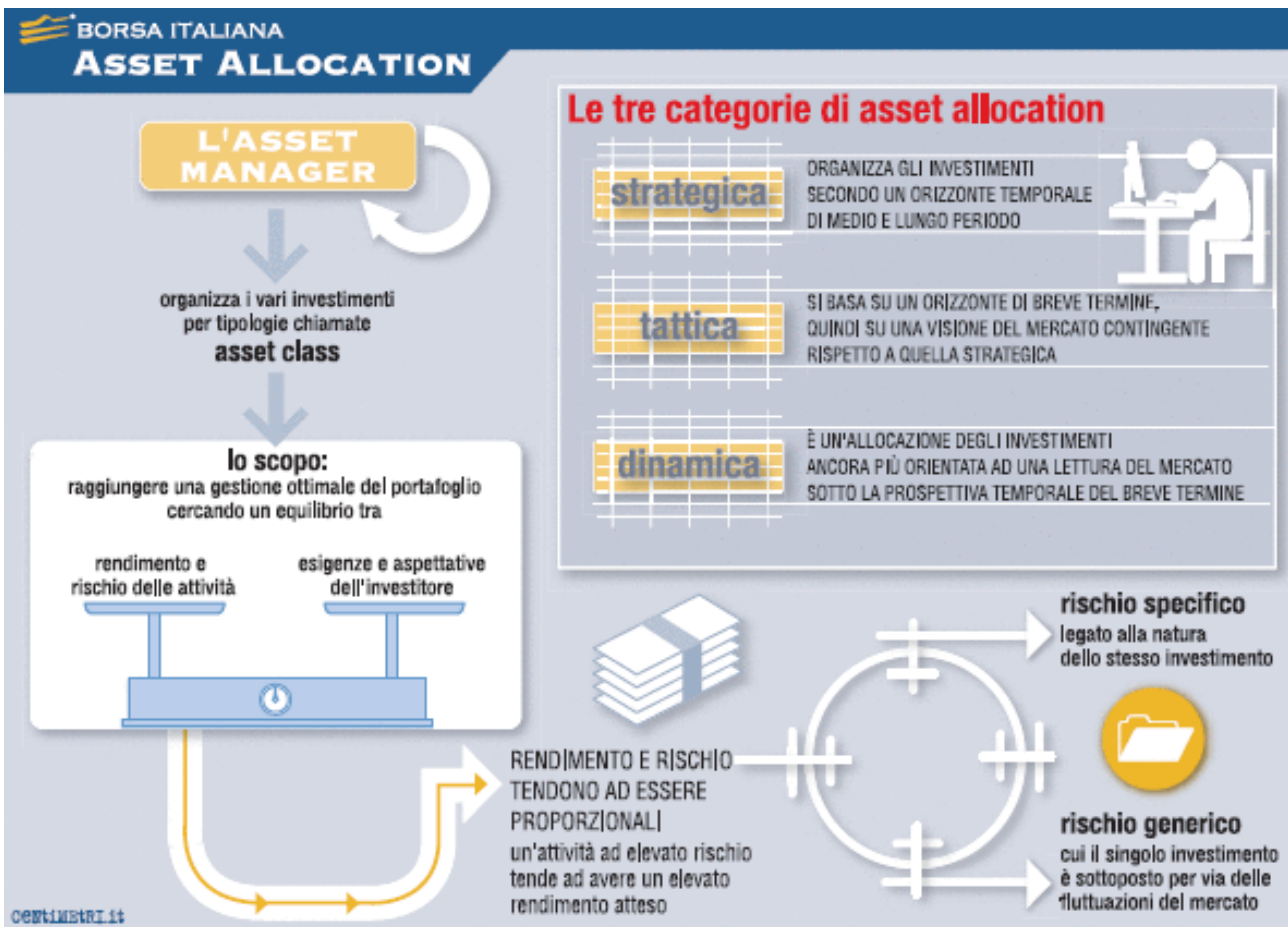 BORSA ITALIANA
ASSET ALLOCATION
L'ASSET
MANAGER
organizza i vari investimenti
per tipologie chiamate
asset class
lo scopo:
raggiungere una gestione ottimale del portafoglio
cercando un equilibrio tra
rendimento e
rischio delle attività
esigenze e aspettative
dell'investitore
Le tre categorie di asset allocation
strategica
ORGANIZZA GLI INVESTIMENTI
SECONDO UN ORIZZONTE TEMPORALE
DI MEDIO E LUNGO PERIODO
tattica
SI BASA SU UN ORIZZONTE DI BREVE TERMINE,
QUINDI SU UNA VISIONE DEL MERCATO CONTINGENTE
RISPETTO A QUELLA STRATEGICA
dinamica
È UN'ALLOCAZIONE DEGLI INVESTIMENTI
ANCORA PIÙ ORIENTATA AD UNA LETTURA DEL MERCATO
SOTTO LA PROSPETTIVA TEMPORALE DEL BREVE TERMINE
RENDIMENTO E RISCHIO
TENDONO AD ESSERE
PROPORZIONALI
un'attività ad elevato rischio
tende ad avere un elevato
rendimento atteso
rischio specifico
legato alla natura
dello stesso investimento
rischio generico
cui il singolo investimento
è sottoposto per via delle
fluttuazioni del mercato
CENTIMETRI.it